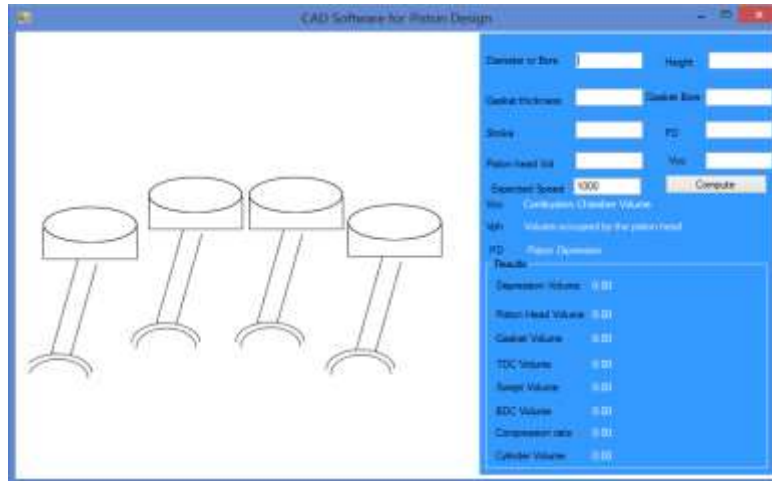 CAD Software for Piston Design
Diameter or Bore Height
Gasket thickness Gasket Bore
Stroke PD
Piston head Vol Vcc
Expected Speed 1000 Compute
Vcc Combustion Chamber Volume
Vph Volume occupied by the piston head
PD Piston Depression
Results
Depression Volume 0.00
Piston Head Volume 0.00
Gasket Volume 0.00
TDC Volume 0.00
Swept Volume 0.00
BDC Volume 0.00
Compression ratio 0.00
Cylinder Volume 0.00